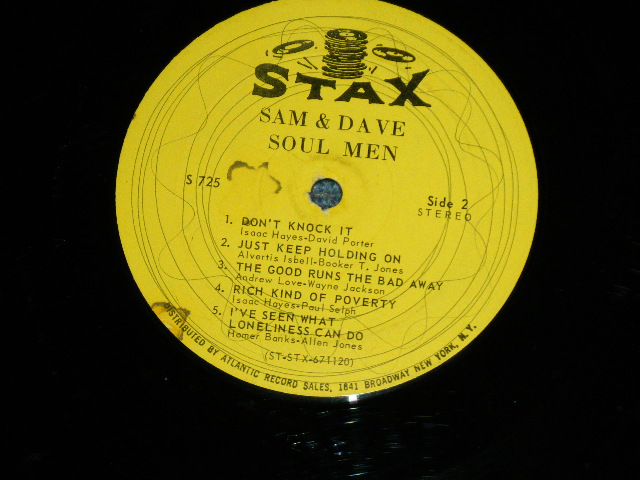 STAX
SAM & DAVE
SOUL MEN
S 725
Side 2
STEREO
1. DON'T KNOCK IT
Isaac Hayes-David Porter
2. JUST KEEP HOLDING ON
Alvertis Isbell-Booker T. Jones
3. THE GOOD RUNS THE BAD AWAY
Andrew Love-Wayne Jackson
4. RICH KIND OF POVERTY
Isaac Hayes-Paul Selph
5. I'VE SEEN WHAT
LONELINESS CAN DO
Homer Banks-Allen Jones
(ST-STX-671120)
DISTRIBUTED BY ATLANTIC RECORD SALES, 1841 BROADWAY NEW YORK, N.Y.